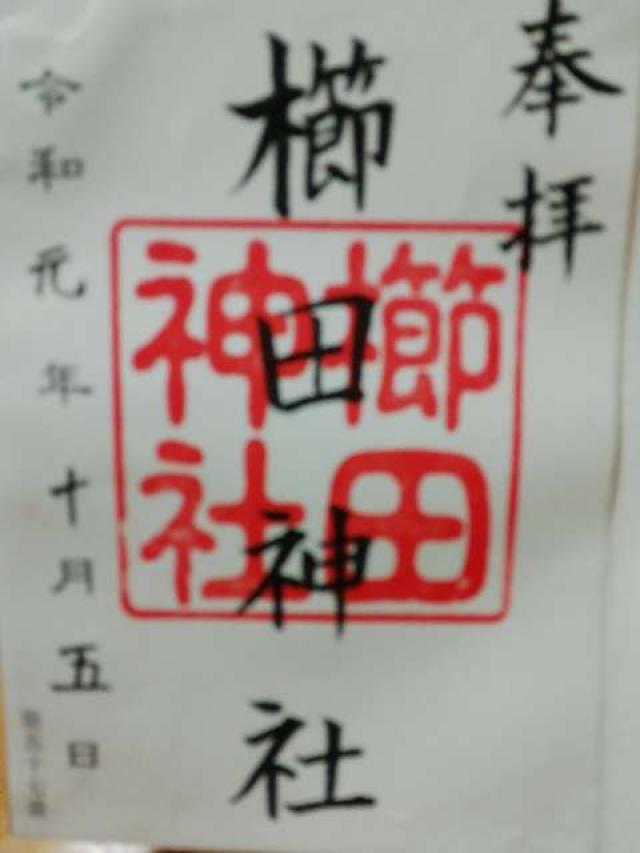 奉拝
櫛田神社
櫛田
神社
令和元年十月五日